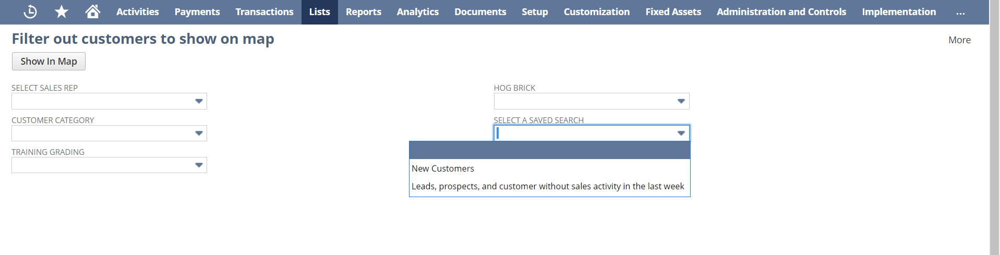 Activities Payments Transactions Lists Reports Analytics Documents Setup Customization Fixed Assets Administration and Controls Implementation ...
Filter out customers to show on map
More
Show In Map
SELECT SALES REP
HOG BRICK
CUSTOMER CATEGORY
SELECT A SAVED SEARCH
TRAINING GRADING
New Customers
Leads, prospects, and customer without sales activity in the last week